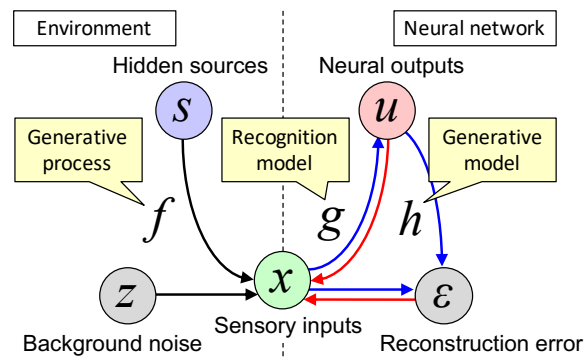 Environment
Neural network
Hidden sources
Neural outputs
s
u
Generative
process
Recognition
model
Generative
model
f
g
h
z
x
ε
Background noise
Sensory inputs
Reconstruction error